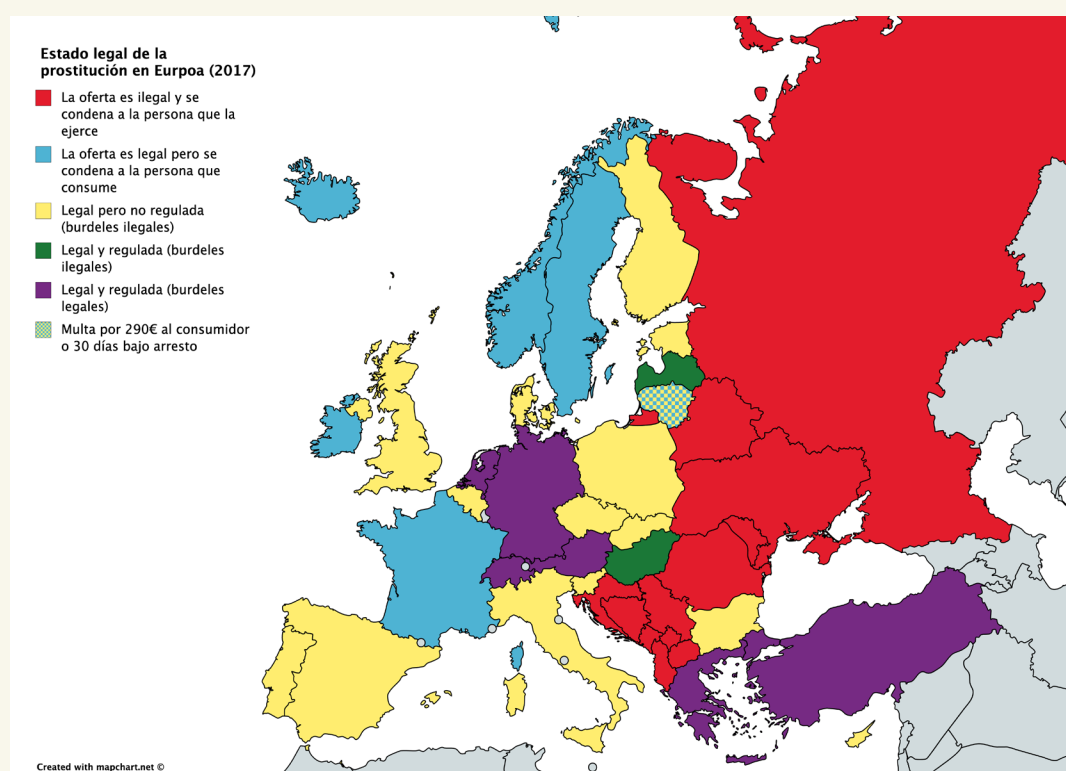 Estado legal de la
prostitución en Eurpoa (2017)
La oferta es ilegal y se
condena a la persona que la
ejerce
La oferta es legal pero se
condena a la persona que
consume
Legal pero no regulada
(burdeles ilegales)
Legal y regulada (burdeles
ilegales)
Legal y regulada (burdeles
legales)
Multa por 290€ al consumidor
o 30 días bajo arresto
Created with mapchart.net ©